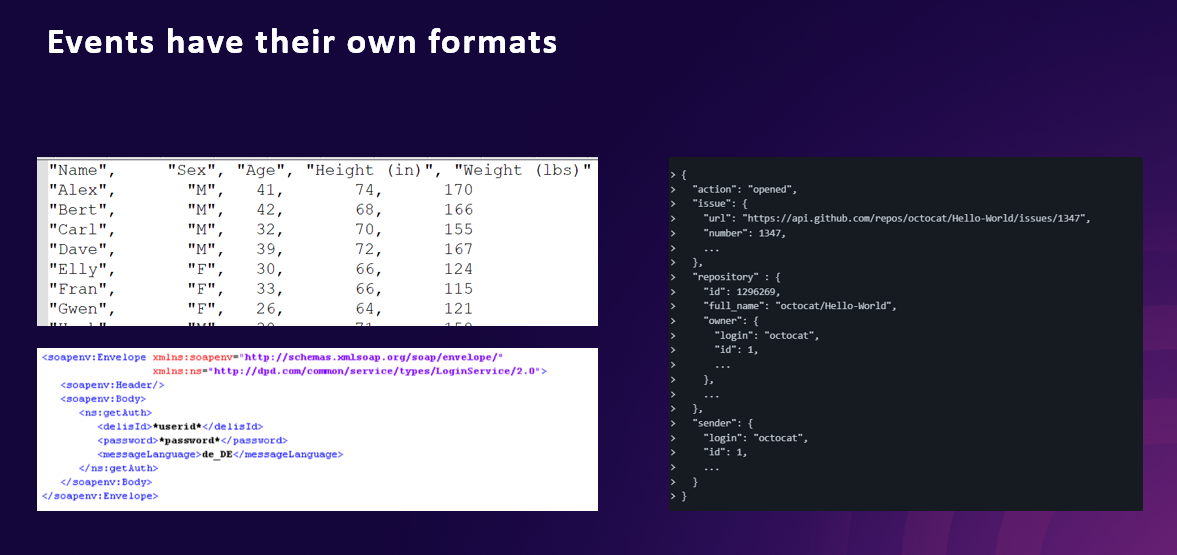 Events have their own formats
"Name",      "Sex", "Age", "Height (in)", "Weight (lbs)"
"Alex",        "M",   41,       74,      170
"Bert",        "M",   42,       68,      166
"Carl",        "M",   32,       70,      155
"Dave",        "M",   39,       72,      167
"Elly",        "F",   30,       66,      124
"Fran",        "F",   33,       66,      115
"Gwen",        "F",   26,       64,      121
<soapenv:Envelope xmlns:soapenv="http://schemas.xmlsoap.org/soap/envelope/"
xmlns:ns="http://dpd.com/common/service/types/LoginService/2.0">
<soapenv:Header/>
<soapenv:Body>
<ns:getAuth>
<delisId>*userid*</delisId>
<password>*password*</password>
<messageLanguage>de_DE</messageLanguage>
</ns:getAuth>
</soapenv:Body>
</soapenv:Envelope>
> {
>   "action": "opened",
>   "issue": {
>     "url": "https://api.github.com/repos/octocat/Hello-World/issues/1347",
>     "number": 1347,
>     ...
>   },
>   "repository" : {
>     "id": 1296269,
>     "full_name": "octocat/Hello-World",
>     "owner": {
>       "login": "octocat",
>       "id": 1,
>       ...
>     },
>     ...
>   },
>   "sender": {
>     "login": "octocat",
>     "id": 1,
>     ...
>   }
> }